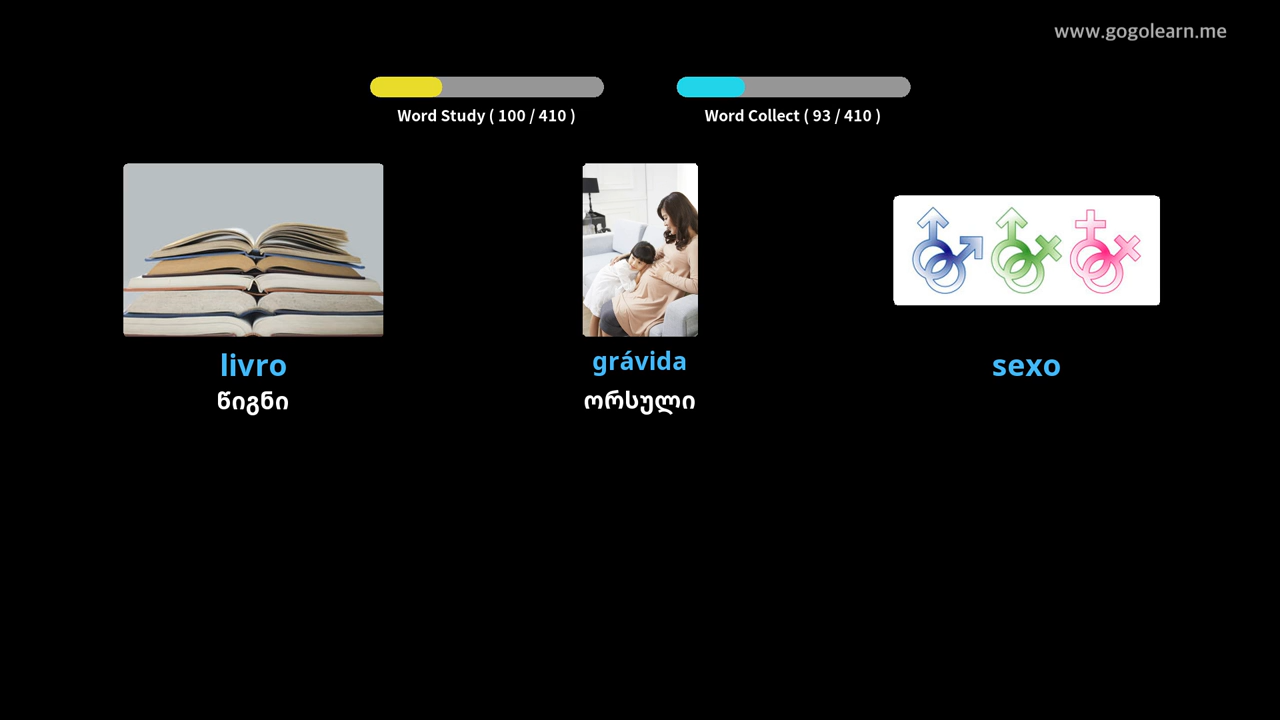 www.gogolearn.me
Word Study ( 100 / 410 )
Word Collect ( 93 / 410 )
livro
წიგნი
grávida
ორსული
sexo